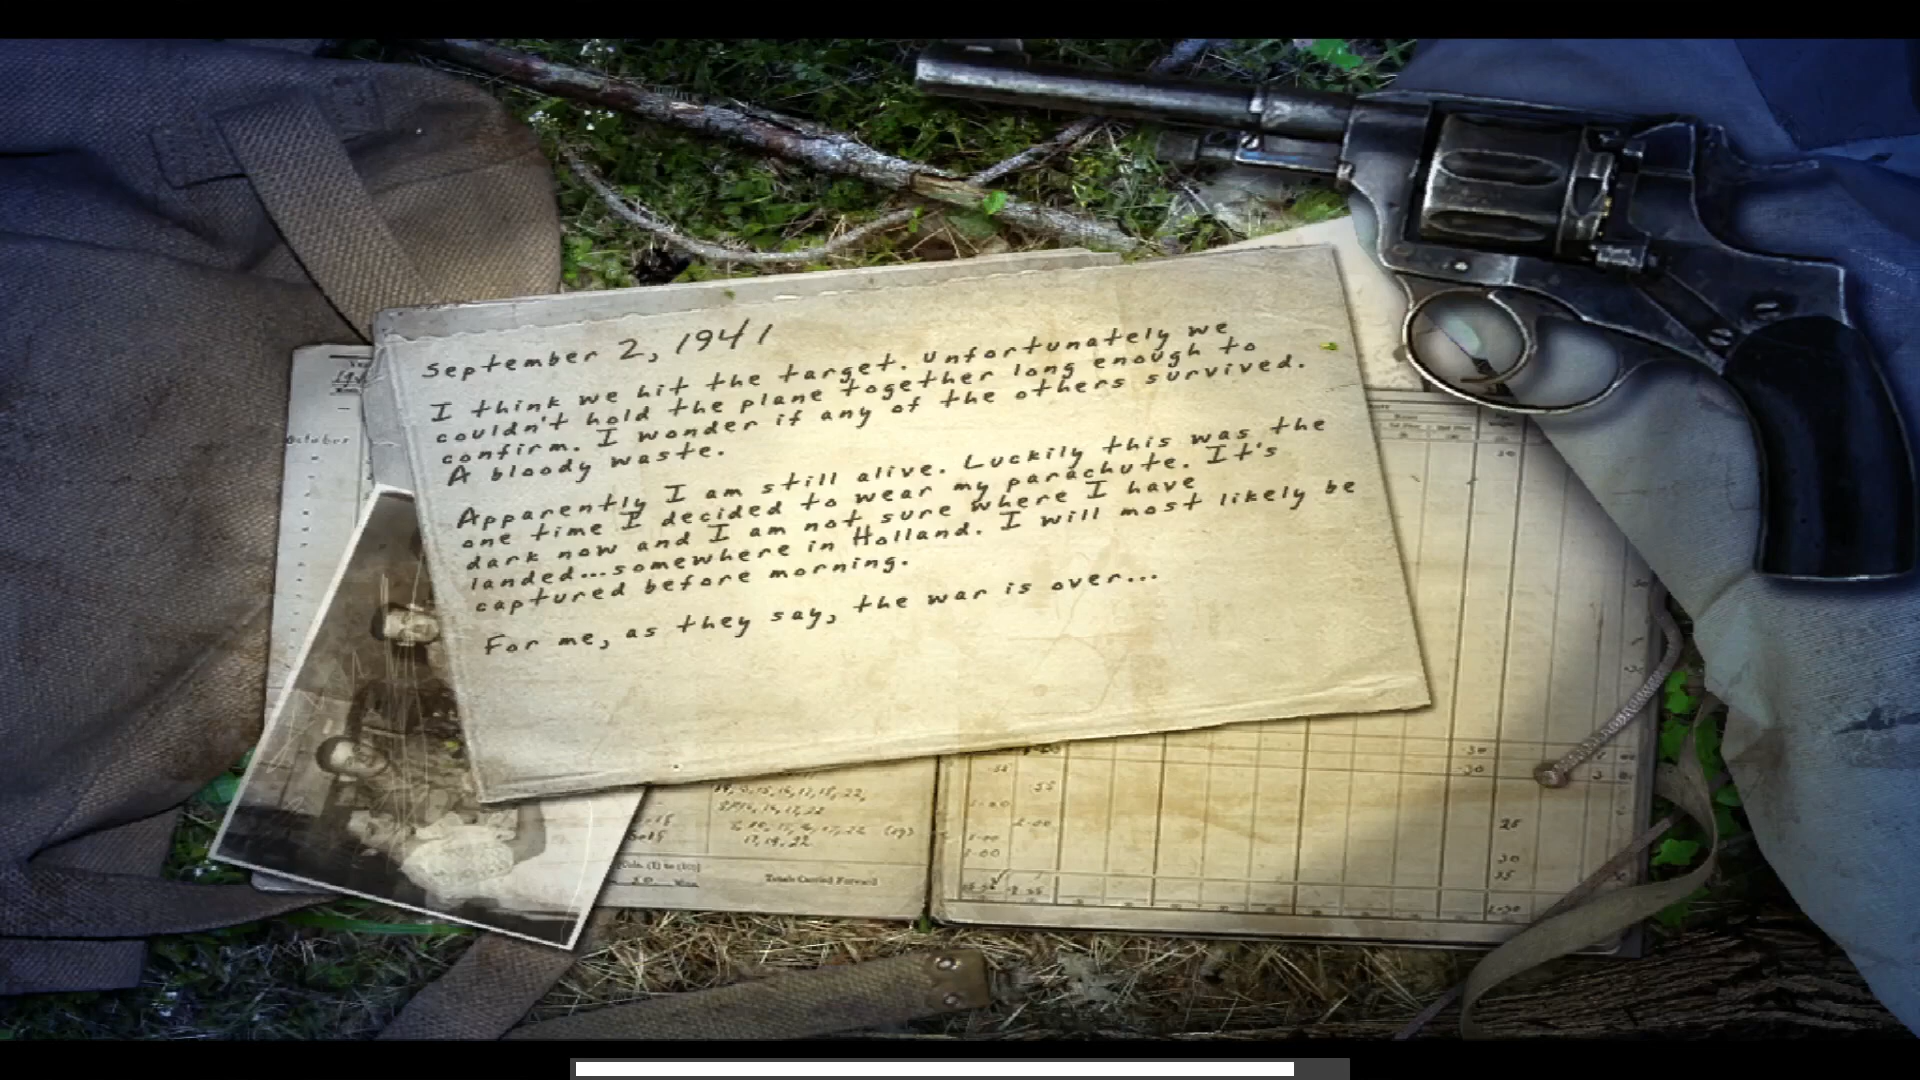 September 2, 1941
I think we hit the target. Unfortunately we
couldn't hold the plane together long enough to
confirm. I wonder if any of the others survived.
A bloody waste.
Apparently I am still alive. Luckily this was the
one time I decided to wear my parachute. It's
dark now and I am not sure where I have
landed...somewhere in Holland. I will most likely be
captured before morning.
For me, as they say, the war is over...
October
Totals Carried Forward